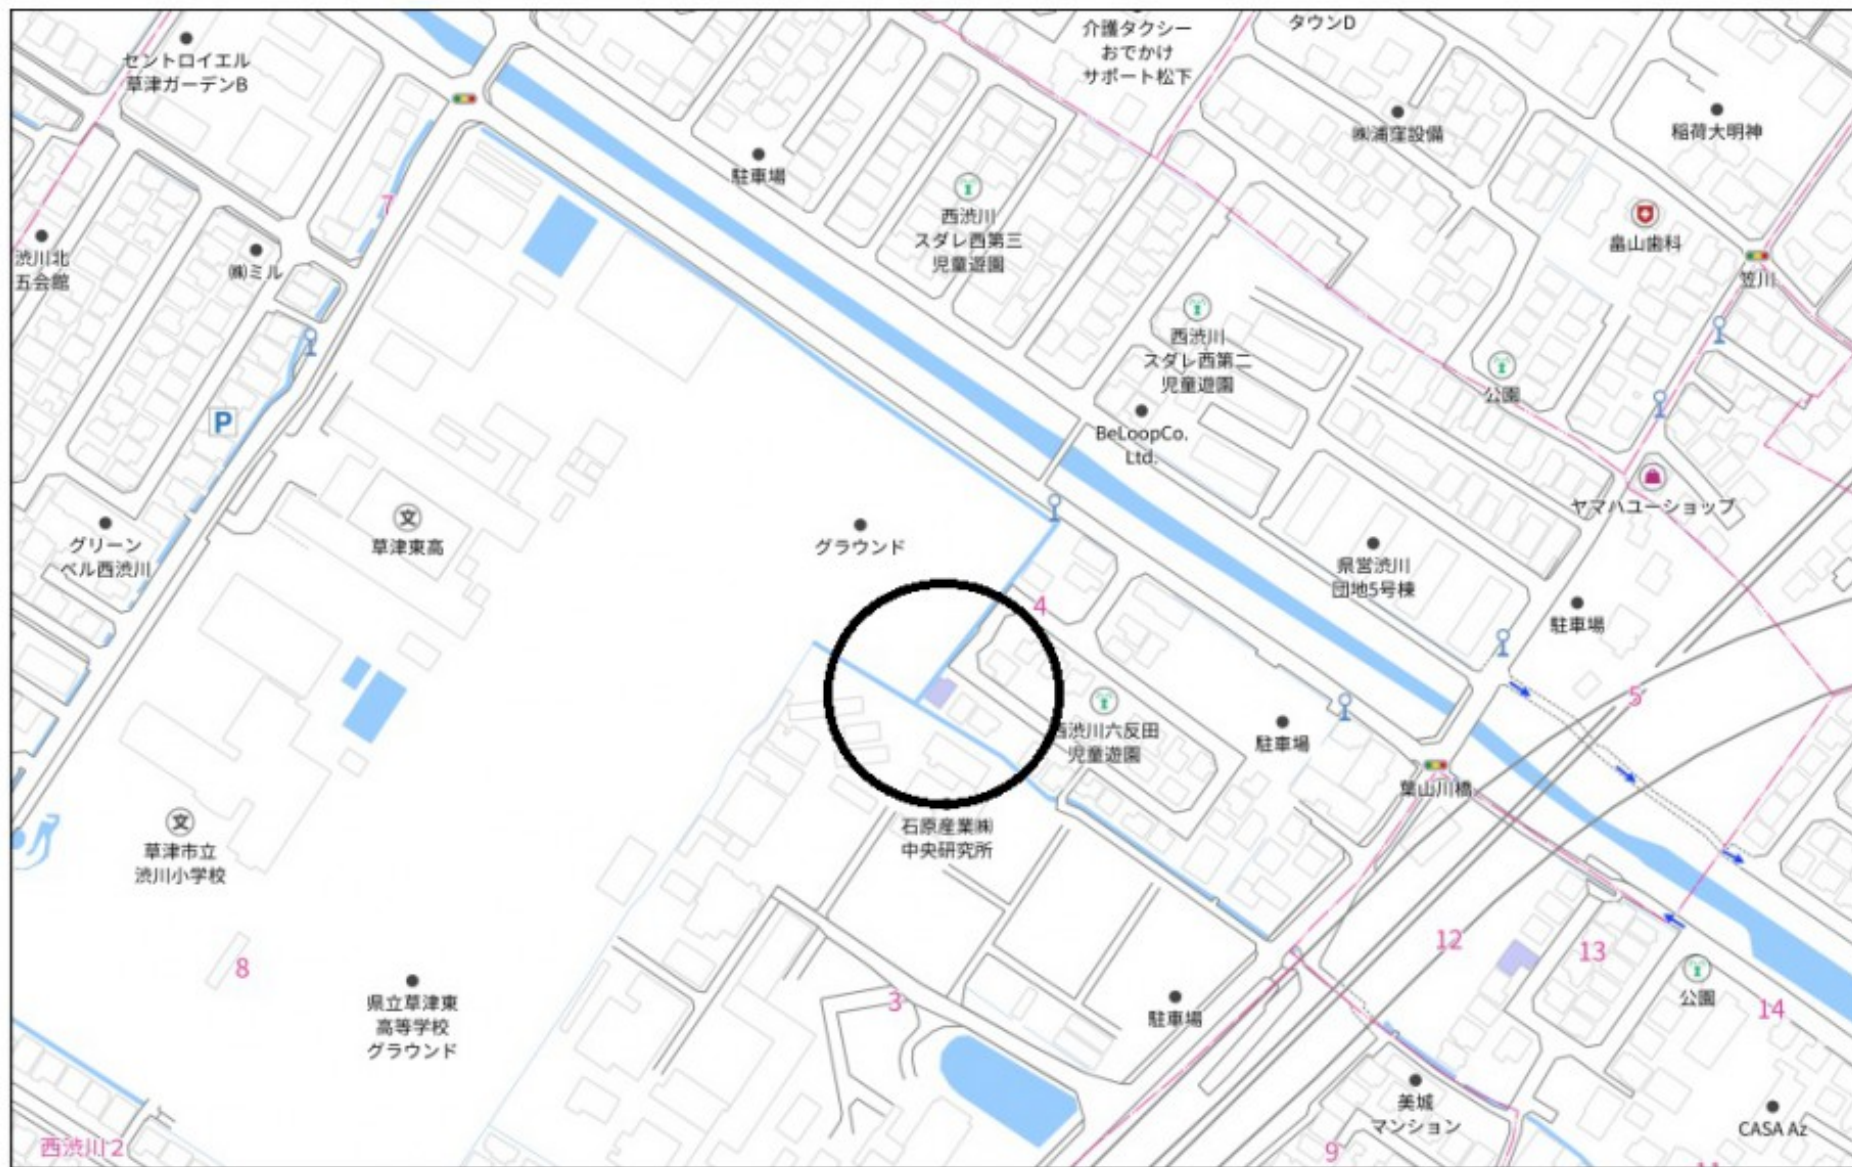 タウンD
介護タクシー
おでかけ
サポート松下
セントロイエル
草津ガーデンB
㈱浦窪設備
稲荷大明神
駐車場
7
西渋川
スダレ西第三
児童遊園
畠山歯科
渋川北
五会館
㈱ミル
笠川
西渋川
スダレ西第二
児童遊園
公園
P
BeLoopCo.
Ltd.
ヤマハユーショップ
文
草津東高
グラウンド
グリーン
ベル西渋川
県営渋川
団地5号棟
4
駐車場
5
西渋川六反田
児童遊園
駐車場
葉山川橋
文
草津市立
渋川小学校
石原産業㈱
中央研究所
12
13
8
県立草津東
高等学校
グラウンド
3
駐車場
公園
14
美城
マンション
CASA Az
西渋川2
9